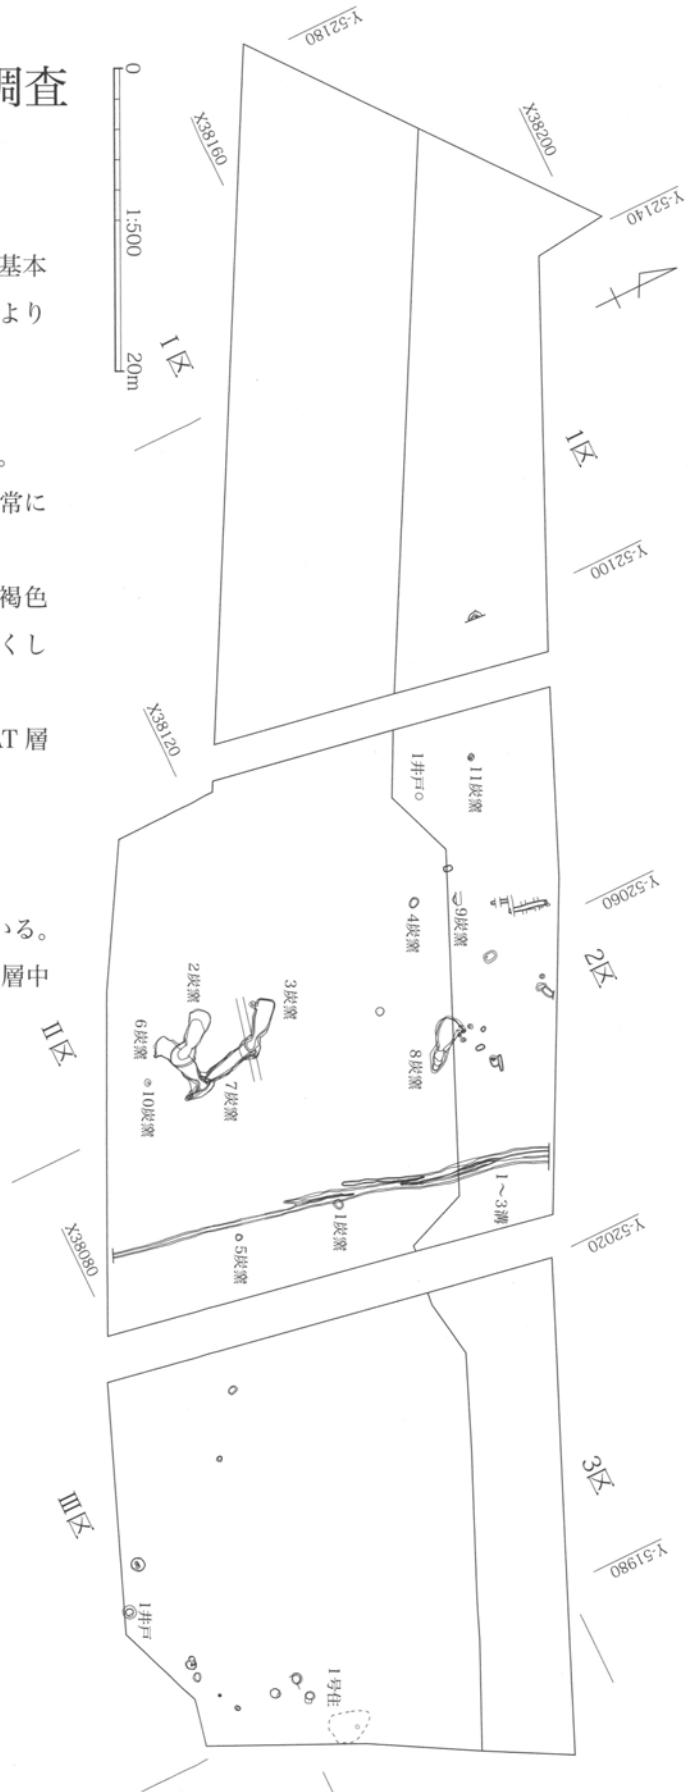 調査
基本
より
。
常に
褐色
くし
AT 層
いる。
層中
0
1:500
20m
Y-52180
X38160
X38200
Y-52140
I区
1区
Y-52100
X38120
1井戸
11炭窯
Y-52060
9炭窯
4炭窯
2区
2炭窯
3炭窯
6炭窯
8炭窯
7炭窯
10炭窯
II区
1～3溝
1炭窯
5炭窯
X38080
Y-52020
3区
III区
Y-51980
1井戸
1号住